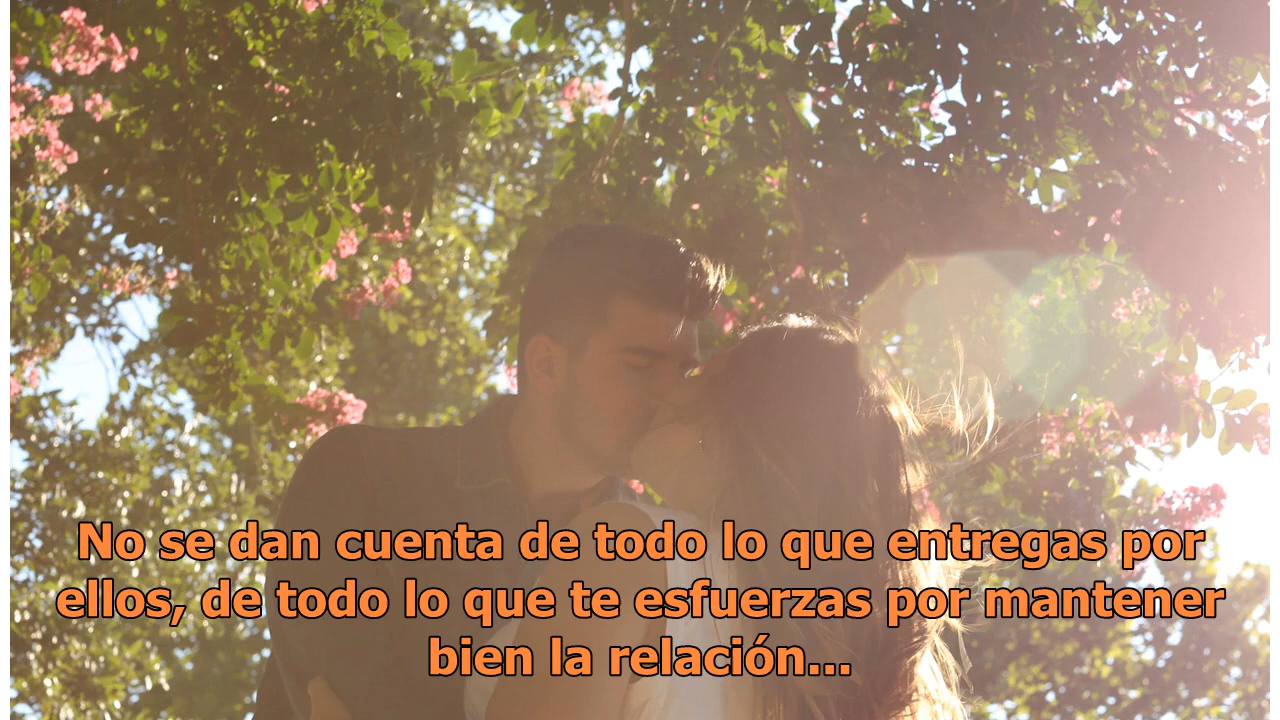 No se dan cuenta de todo lo que entregas por
ellos, de todo lo que te esfuerzas por mantener
bien la relación...